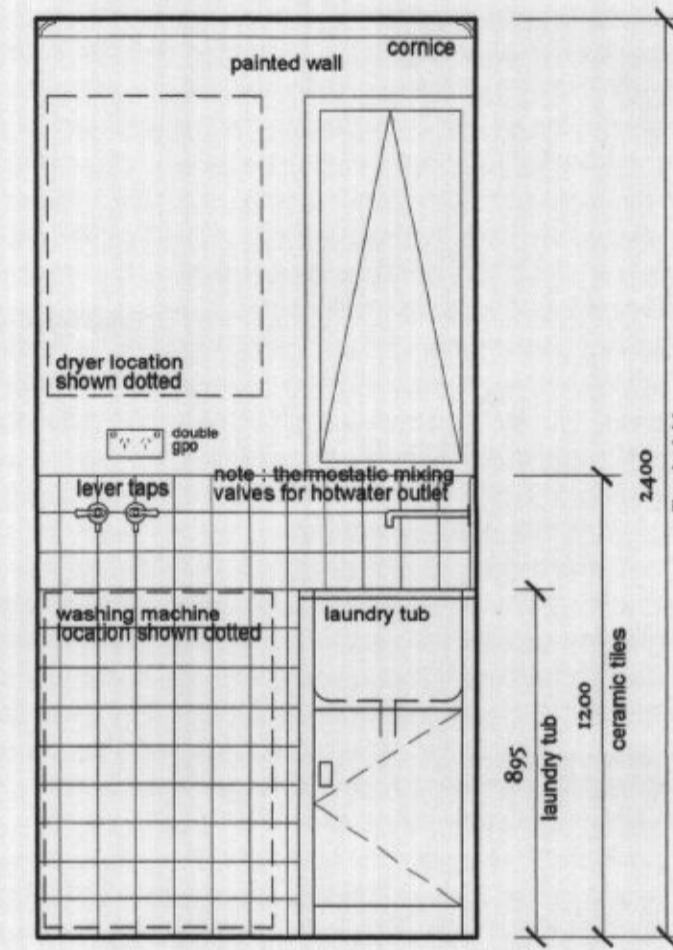 cornice
painted wall
dryer location
shown dotted
double
gpo
note : thermostatic mixing
valves for hotwater outlet
lever taps
washing machine
location shown dotted
laundry tub
895
laundry tub
1200
ceramic tiles
2400